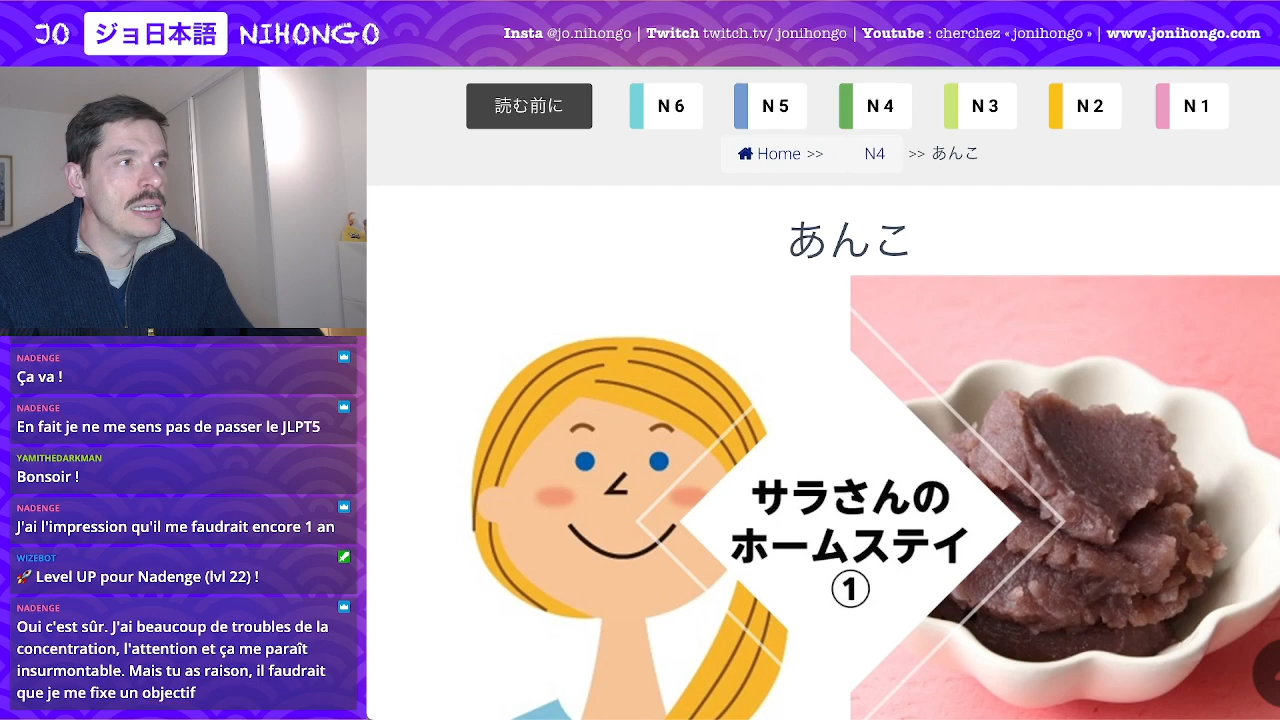 JO ジョ日本語 NIHONGO
Insta @jo.nihongo | Twitch twitch.tv/jonihongo | Youtube : cherchez « jonihongo » | www.jonihongo.com
読む前に N6 N5 N4 N3 N2 N1
Home >> N4 >> あんこ
あんこ
サラさんの
ホームステイ
①
NADENGE
Ça va !
NADENGE
En fait je ne me sens pas de passer le JLPT5
YAMITHEDARKMAN
Bonsoir !
NADENGE
J'ai l'impression qu'il me faudrait encore 1 an
WIZEBOT
🚀 Level UP pour Nadenge (lvl 22) !
NADENGE
Oui c'est sûr. J'ai beaucoup de troubles de la
concentration, l'attention et ça me paraît
insurmontable. Mais tu as raison, il faudrait
que je me fixe un objectif